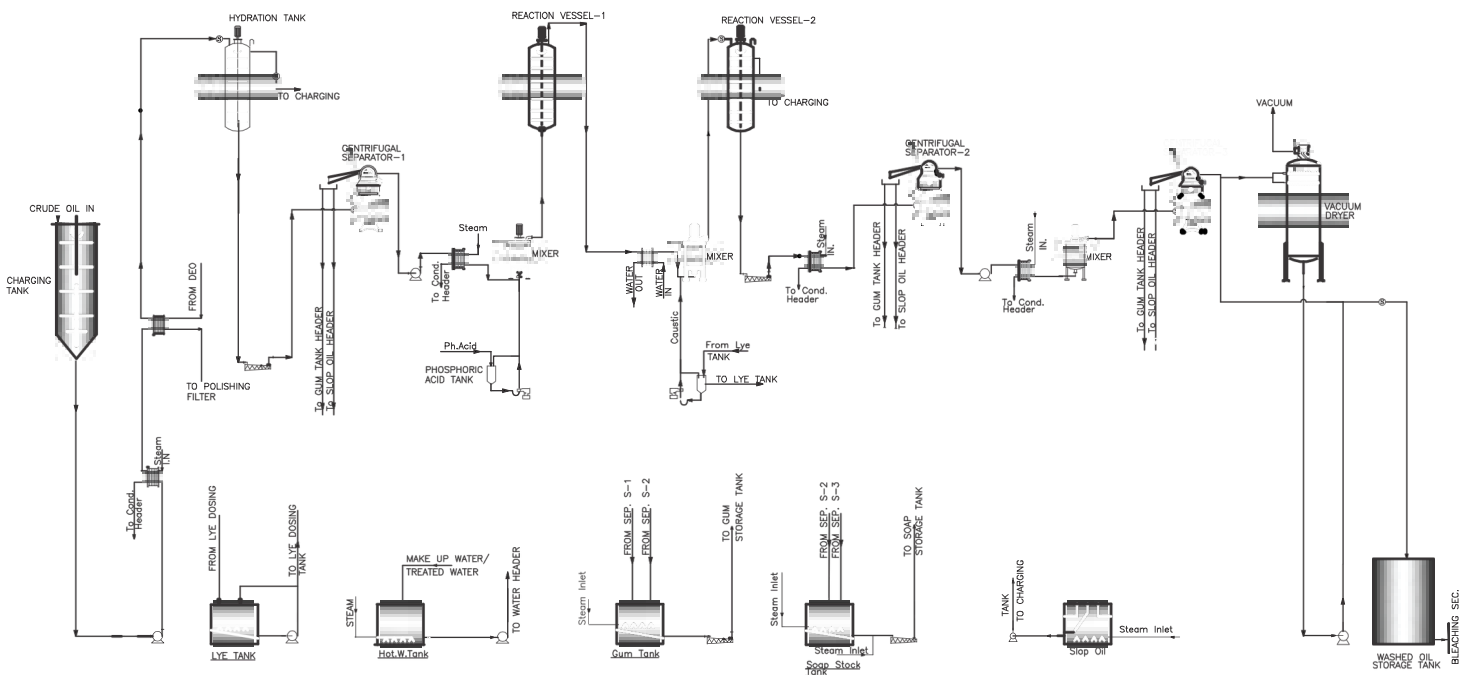 HYDRATION TANK
REACTION VESSEL-1
REACTION VESSEL-2
TO CHARGING
TO CHARGING
VACUUM
CENTRIFUGAL
SEPARATOR-1
CENTRIFUGAL
SEPARATOR-2
CRUDE OIL IN
CHARGING
TANK
FROM DEO
TO POLISHING
FILTER
Steam
I.N
To Cond.
Header
To GUM TANK HEADER
To SLOP OIL HEADER
Steam
To Cond.
Header
MIXER
Ph.Acid
PHOSPHORIC
ACID TANK
WATER
OUT
WATER
IN
MIXER
Caustic
From Lye
TANK
TO LYE TANK
Steam
IN.
To Cond.
Header
To GUM TANK HEADER
To SLOP OIL HEADER
Steam
IN.
To Cond.
Header
MIXER
To GUM TANK HEADER
To SLOP OIL HEADER
VACUUM
DRYER
FROM LYE DOSING
TO LYE DOSING
TANK
LYE TANK
STEAM
MAKE UP WATER/
TREATED WATER
TO WATER HEADER
Hot.W.Tank
Steam Inlet
FROM SEP. S-1
FROM SEP. S-2
TO GUM
STORAGE TANK
Gum Tank
Steam Inlet
FROM SEP. S-2
FROM SEP. S-3
TO SOAP
STORAGE TANK
Steam Inlet
Soap Stock
Tank
TANK
TO CHARGING
Steam Inlet
Slop Oil
WASHED OIL
STORAGE TANK
BLEACHING SEC.